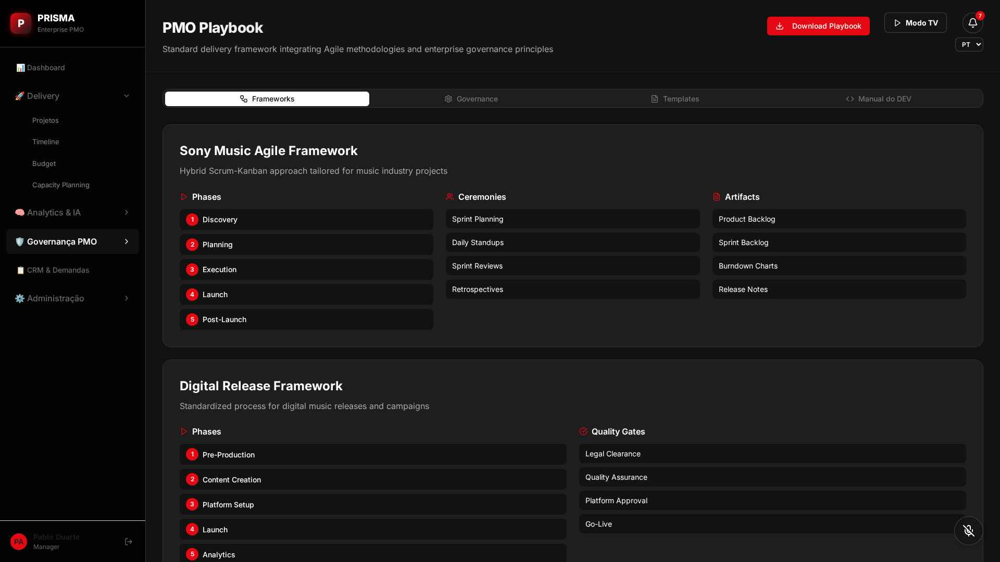 P
PRISMA
Enterprise PMO
Dashboard
Delivery
Projetos
Timeline
Budget
Capacity Planning
Analytics & IA
Governança PMO
CRM & Demandas
Administração
PA
Pablo Duarte
Manager
PMO Playbook
Standard delivery framework integrating Agile methodologies and enterprise governance principles
Download Playbook
Modo TV
7
PT
Frameworks
Governance
Templates
Manual do DEV
Sony Music Agile Framework
Hybrid Scrum-Kanban approach tailored for music industry projects
Phases
1 Discovery
2 Planning
3 Execution
4 Launch
5 Post-Launch
Ceremonies
Sprint Planning
Daily Standups
Sprint Reviews
Retrospectives
Artifacts
Product Backlog
Sprint Backlog
Burndown Charts
Release Notes
Digital Release Framework
Standardized process for digital music releases and campaigns
Phases
1 Pre-Production
2 Content Creation
3 Platform Setup
4 Launch
5 Analytics
Quality Gates
Legal Clearance
Quality Assurance
Platform Approval
Go-Live